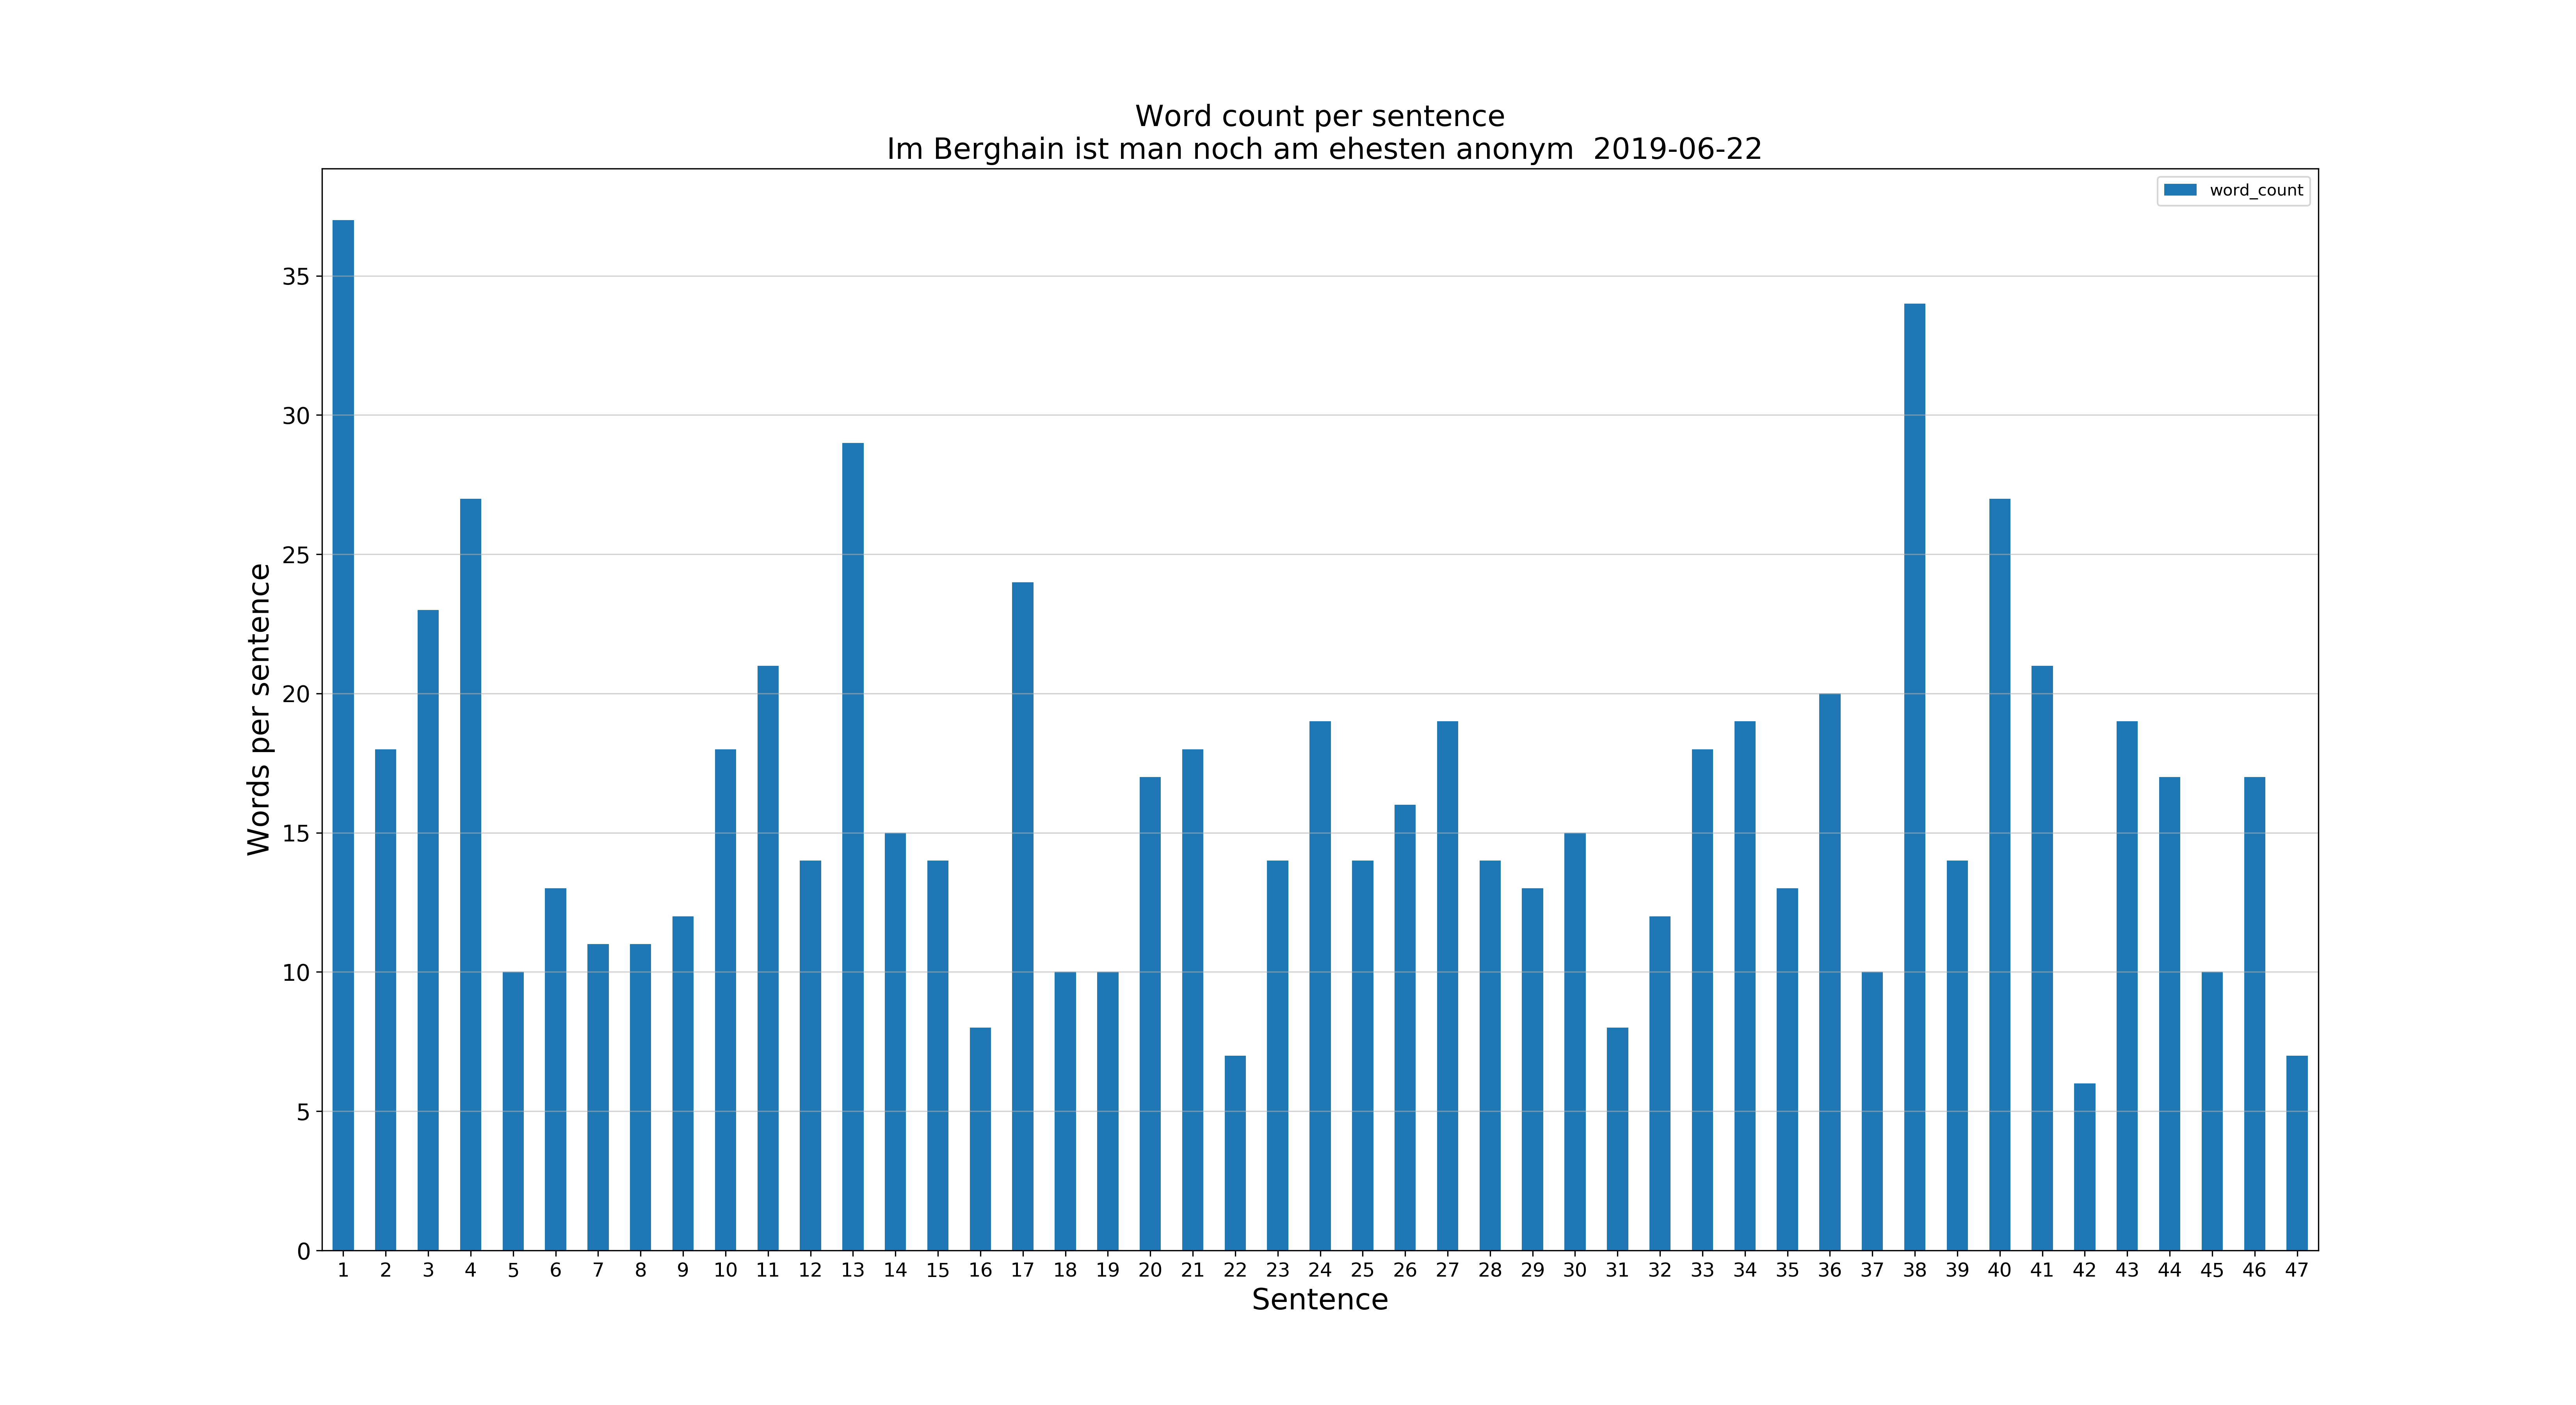 Word count per sentence
Im Berghain ist man noch am ehesten anonym  2019-06-22
word_count
35
30
25
20
15
10
5
0
Words per sentence
1 2 3 4 5 6 7 8 9 10 11 12 13 14 15 16 17 18 19 20 21 22 23 24 25 26 27 28 29 30 31 32 33 34 35 36 37 38 39 40 41 42 43 44 45 46 47
Sentence